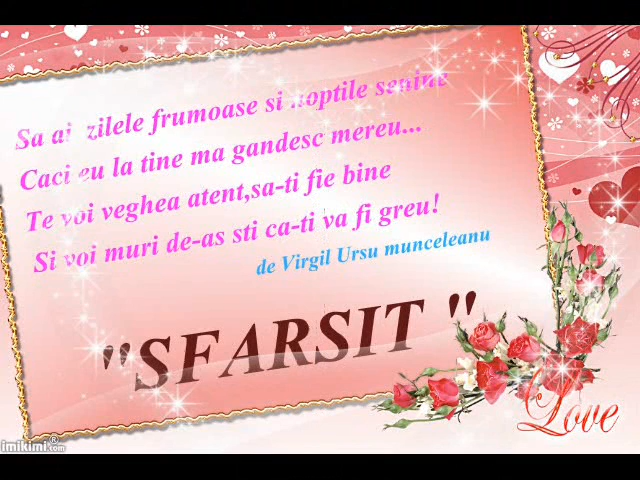 Sa ai zilele frumoase si noptile senine
Caci eu la tine ma gandesc mereu...
Te voi veghea atent,sa-ti fie bine
Si voi muri de-as sti ca-ti va fi greu!
de Virgil Ursu munceleanu
"SFARSIT "
Love
imikimi.com